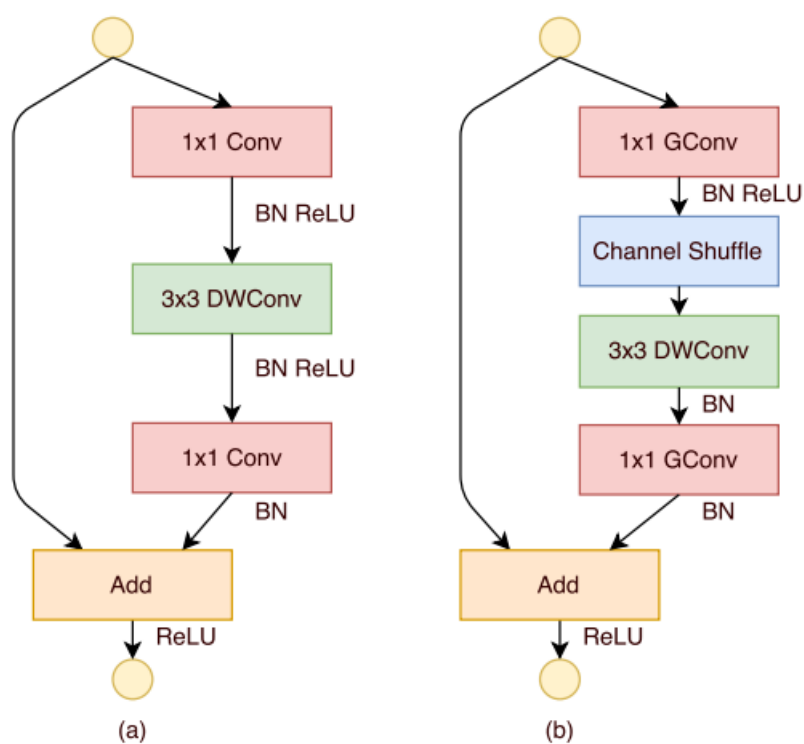 1x1 Conv
BN ReLU
3x3 DWConv
BN ReLU
1x1 Conv
BN
Add
ReLU
(a)
1x1 GConv
BN ReLU
Channel Shuffle
3x3 DWConv
BN
1x1 GConv
BN
Add
ReLU
(b)